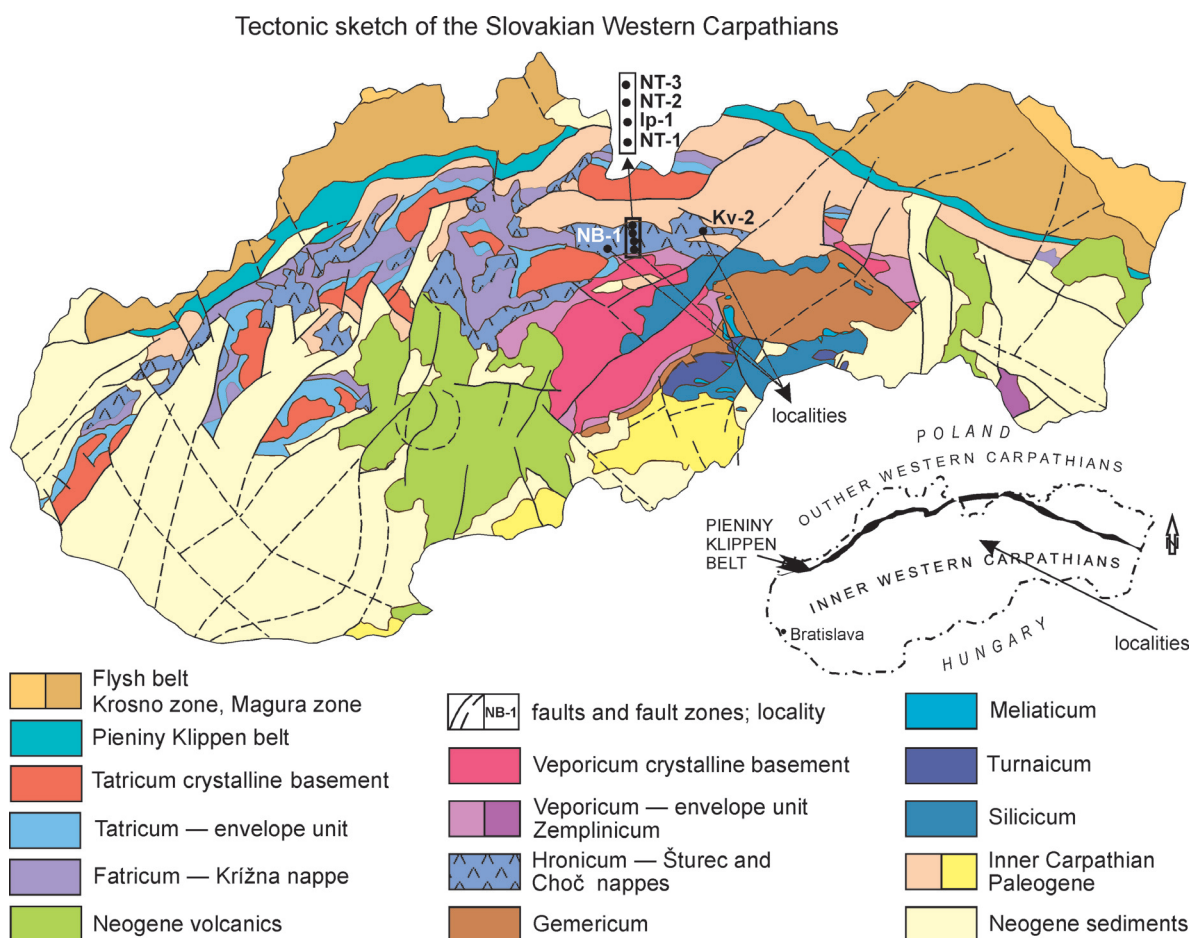 Tectonic sketch of the Slovakian Western Carpathians
NT-3
NT-2
Ip-1
NT-1
NB-1
Kv-2
localities
POLAND
OUTHER WESTERN CARPATHIANS
PIENINY
KLIPPEN
BELT
N
INNER WESTERN CARPATHIANS
Bratislava
HUNGARY
localities
Flysh belt
Krosno zone, Magura zone
Pieniny Klippen belt
Tatricum crystalline basement
Tatricum — envelope unit
Fatricum — Krížna nappe
Neogene volcanics
NB-1
faults and fault zones; locality
Veporicum crystalline basement
Veporicum — envelope unit
Zemplinicum
Hronicum — Šturec and
Choč nappes
Gemericum
Meliaticum
Turnaicum
Silicicum
Inner Carpathian
Paleogene
Neogene sediments